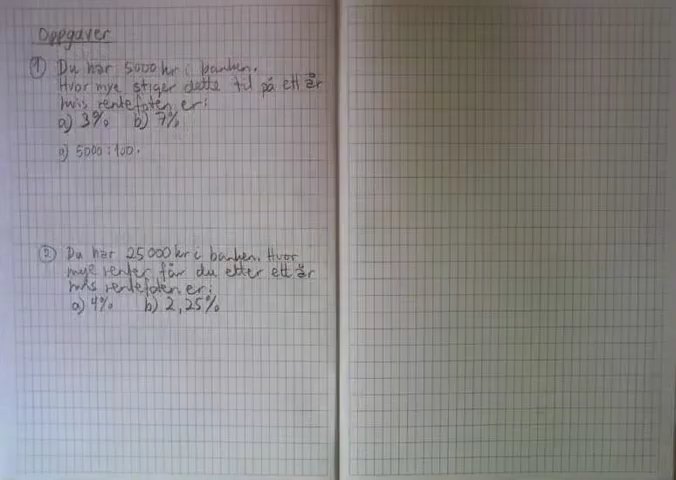 Oppgaver
① Du har 5000 kr i banken.
Hvor mye stiger dette til på ett år
hvis rentefoten er:
a) 3% b) 7%
a) 5000 : 100 .
② Du har 25 000 kr i banken. Hvor
mye renter får du etter ett år
hvis rentefoten er:
a) 4% b) 2,25%